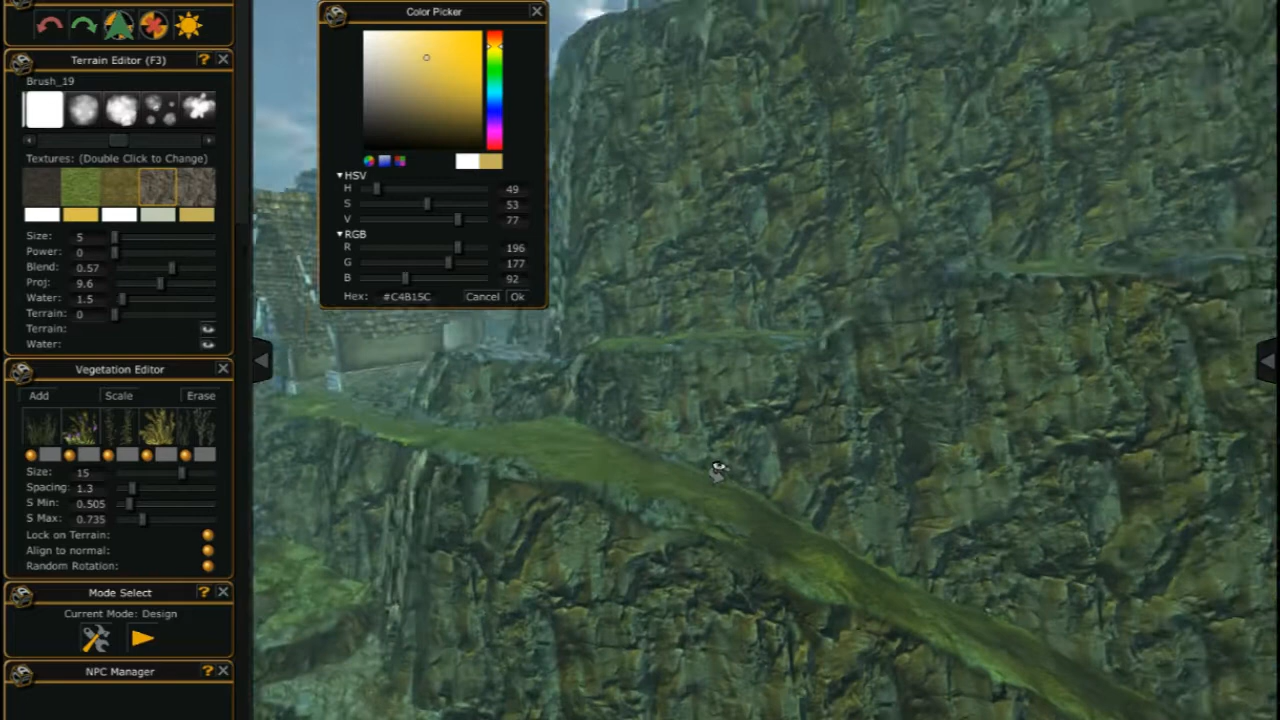 Terrain Editor (F3)
?
Brush_19
Textures: (Double Click to Change)
Size: 5
Power: 0
Blend: 0.57
Proj: 9.6
Water: 1.5
Terrain: 0
Terrain:
Water:
Vegetation Editor
Add Scale Erase
Size: 15
Spacing: 1.3
S Min: 0.505
S Max: 0.735
Lock on Terrain:
Align to normal:
Random Rotation:
Mode Select ?
Current Mode: Design
NPC Manager ?
Color Picker
HSV
H 49
S 53
V 77
RGB
R 196
G 177
B 92
Hex: #C4B15C Cancel Ok